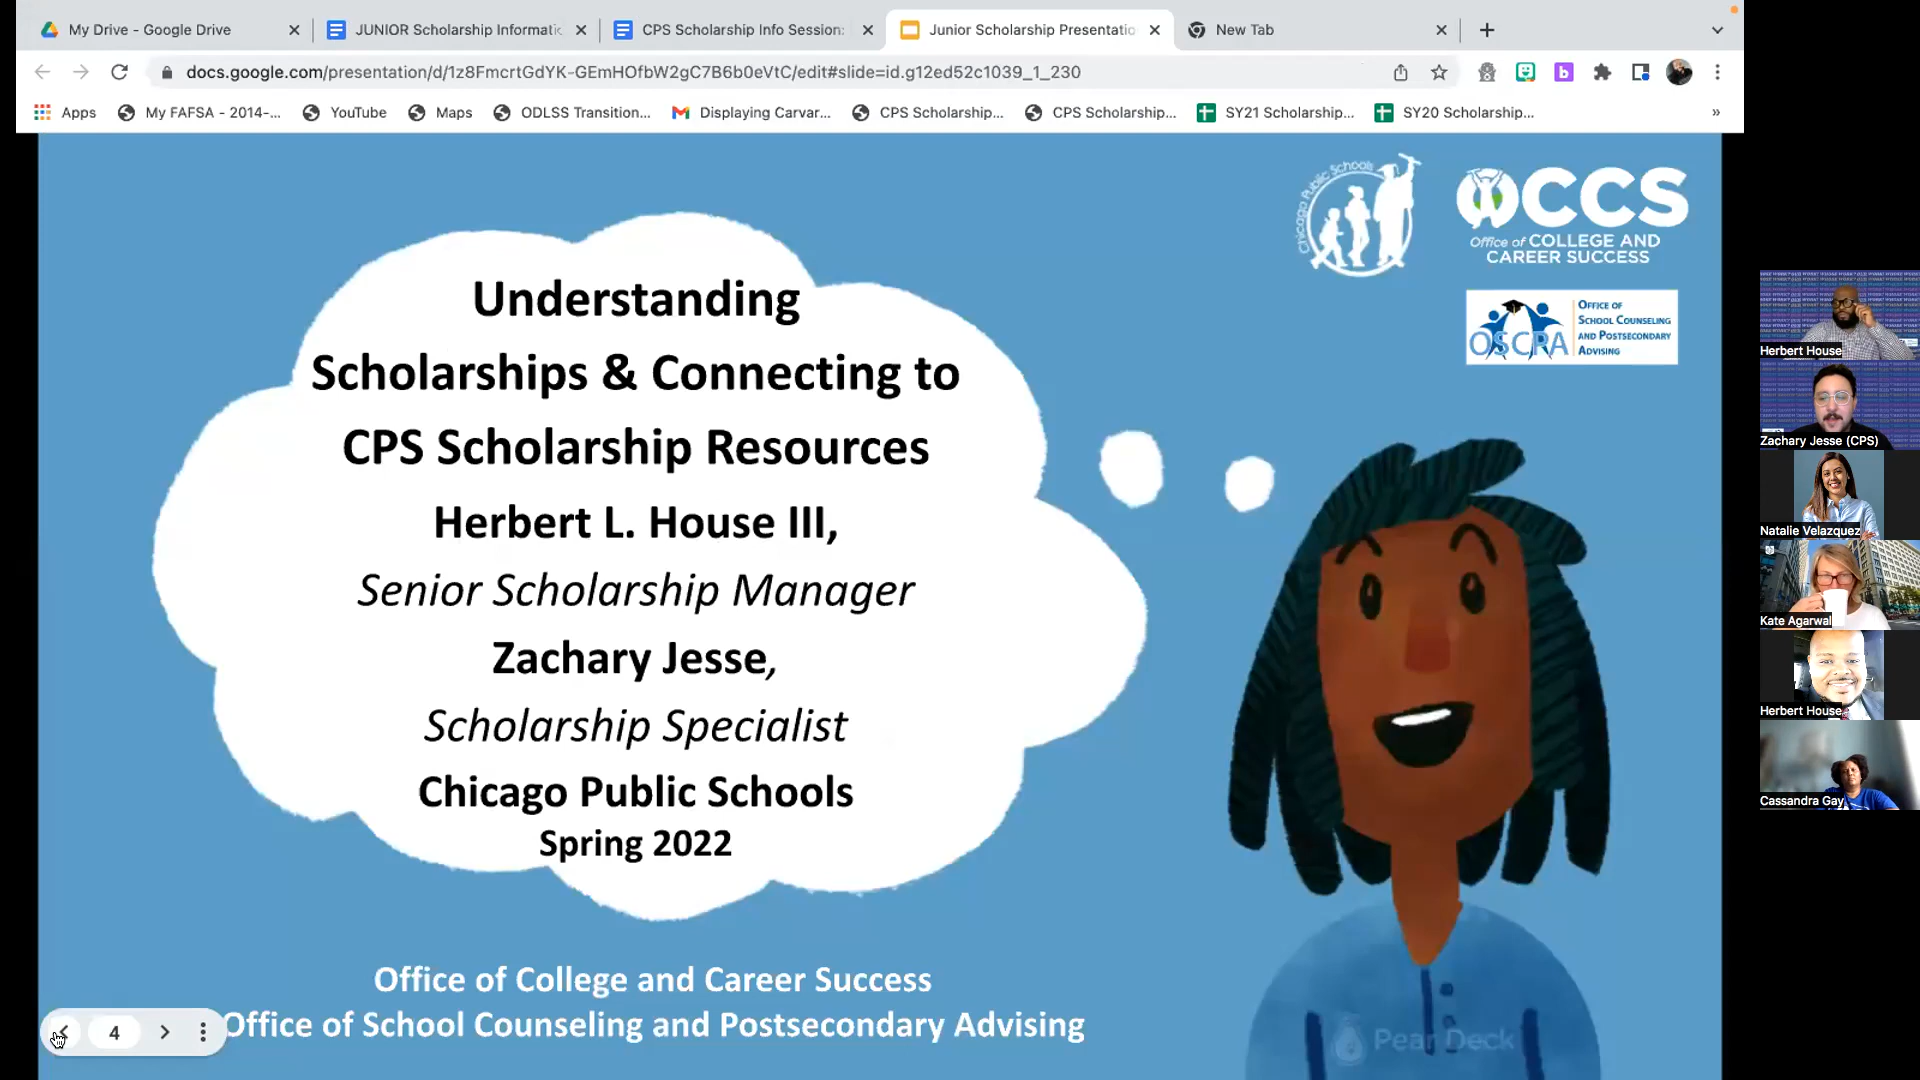 My Drive - Google Drive
JUNIOR Scholarship Informatic
CPS Scholarship Info Session:
Junior Scholarship Presentatio
New Tab
docs.google.com/presentation/d/1z8FmcrtGdYK-GEmHOfbW2gC7B6b0eVtC/edit#slide=id.g12ed52c1039_1_230
Apps
My FAFSA - 2014-...
YouTube
Maps
ODLSS Transition...
Displaying Carvar...
CPS Scholarship...
CPS Scholarship...
SY21 Scholarship...
SY20 Scholarship...
»
Chicago Public Schools
OCCS
Office of COLLEGE AND
CAREER SUCCESS
OSCPA
OFFICE OF
SCHOOL COUNSELING
AND POSTSECONDARY
ADVISING
Understanding
Scholarships & Connecting to
CPS Scholarship Resources
Herbert L. House III,
Senior Scholarship Manager
Zachary Jesse,
Scholarship Specialist
Chicago Public Schools
Spring 2022
Office of College and Career Success
Office of School Counseling and Postsecondary Advising
4
Pear Deck
Herbert House
Zachary Jesse (CPS)
Natalie Velazquez
Kate Agarwal
Herbert House
Cassandra Gay